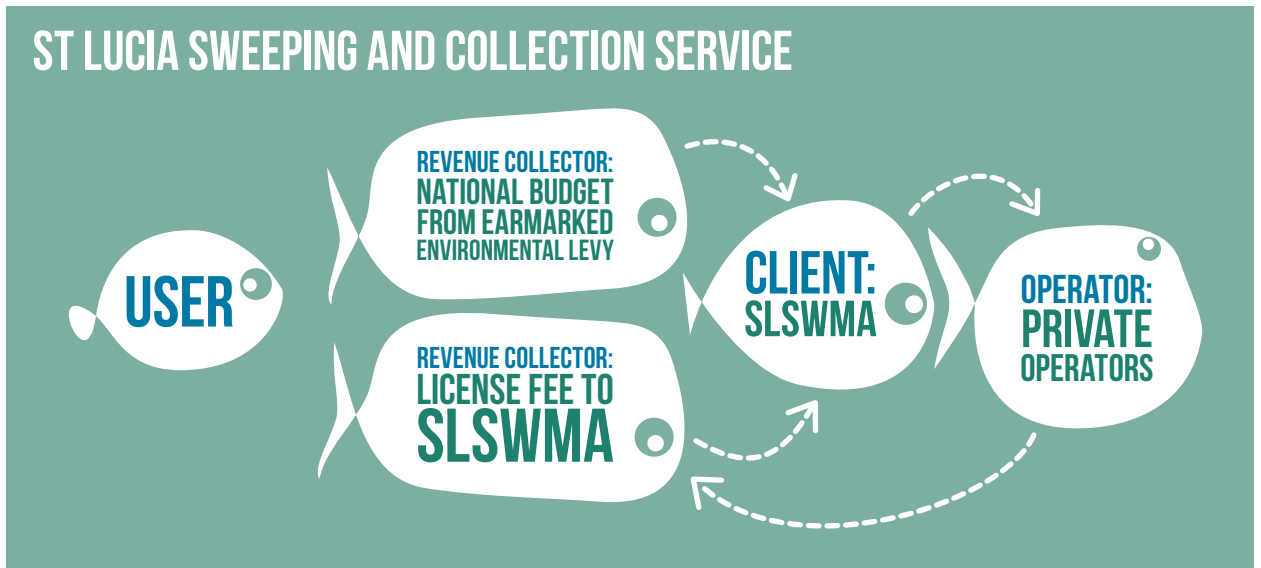 ST LUCIA SWEEPING AND COLLECTION SERVICE
USER
REVENUE COLLECTOR:
NATIONAL BUDGET
FROM EARMARKED
ENVIRONMENTAL LEVY
REVENUE COLLECTOR:
LICENSE FEE TO
SLSWMA
CLIENT:
SLSWMA
OPERATOR:
PRIVATE
OPERATORS